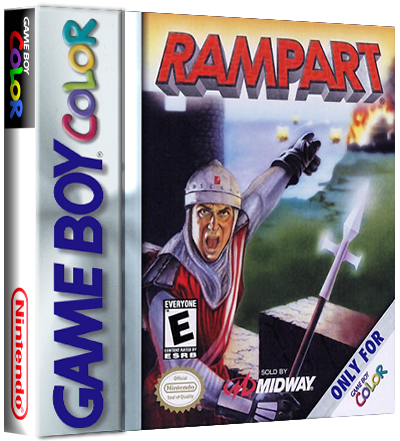 GAME BOY
COLOR
Nintendo
GAME BOY COLOR
RAMPART
EVERYONE
E
CONTENT RATED BY
ESRB
Official
Nintendo
Seal of Quality
SOLD BY
MIDWAY
ONLY FOR
GAME BOY
COLOR